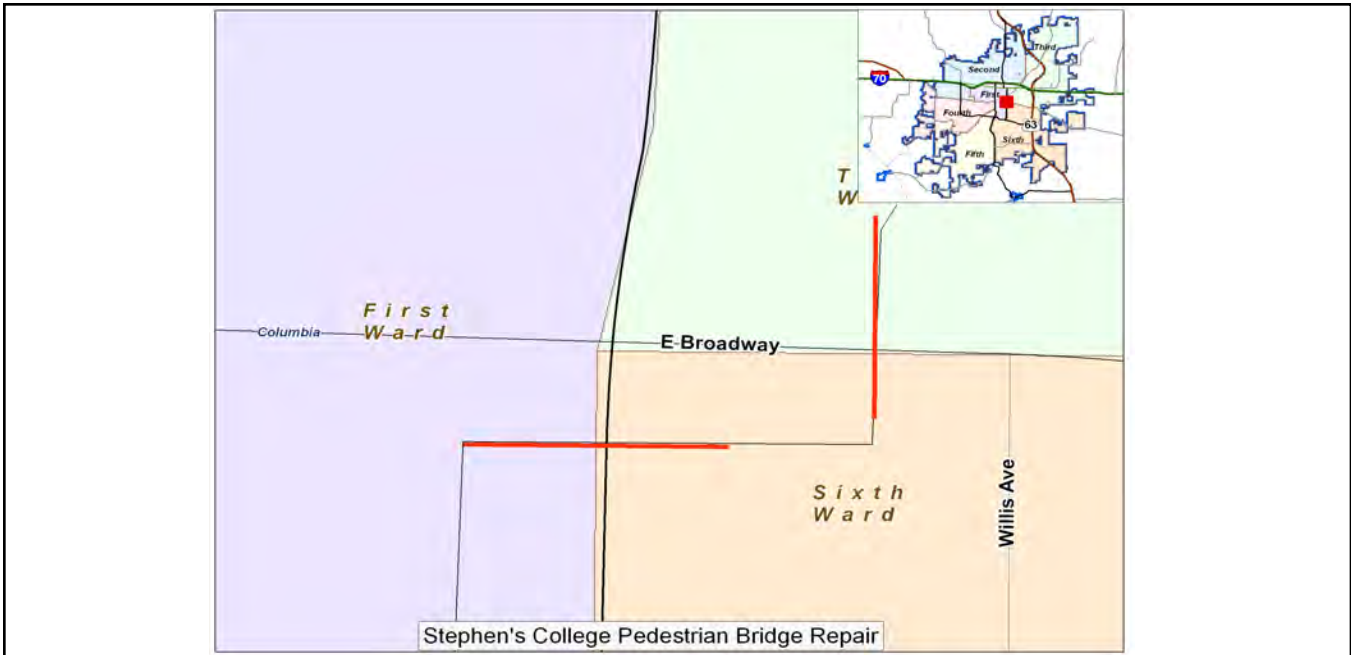 Third
Second
70
First
Fourth
63
Sixth
Fifth
T
W
First
Ward
Columbia
E Broadway
Sixth
Ward
Willis Ave
Stephen's College Pedestrian Bridge Repair